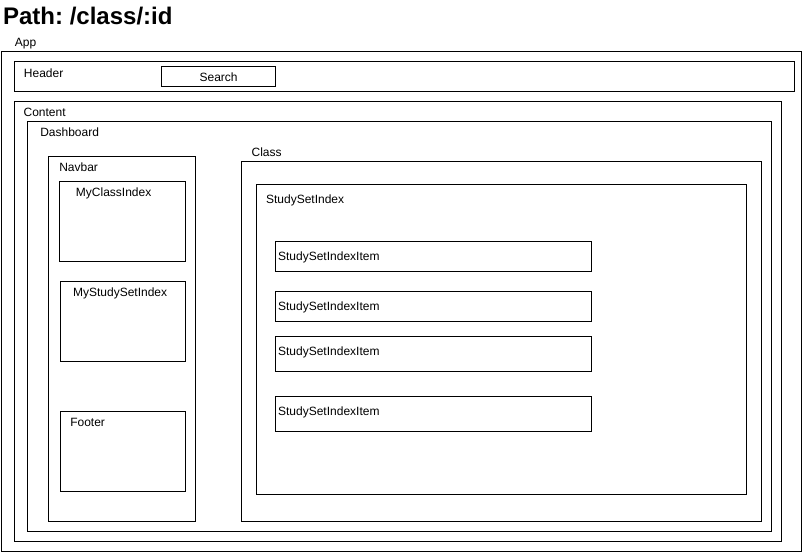 Path: /class/:id
App
Header
Search
Content
Dashboard
Navbar
MyClassIndex
MyStudySetIndex
Footer
Class
StudySetIndex
StudySetIndexItem
StudySetIndexItem
StudySetIndexItem
StudySetIndexItem